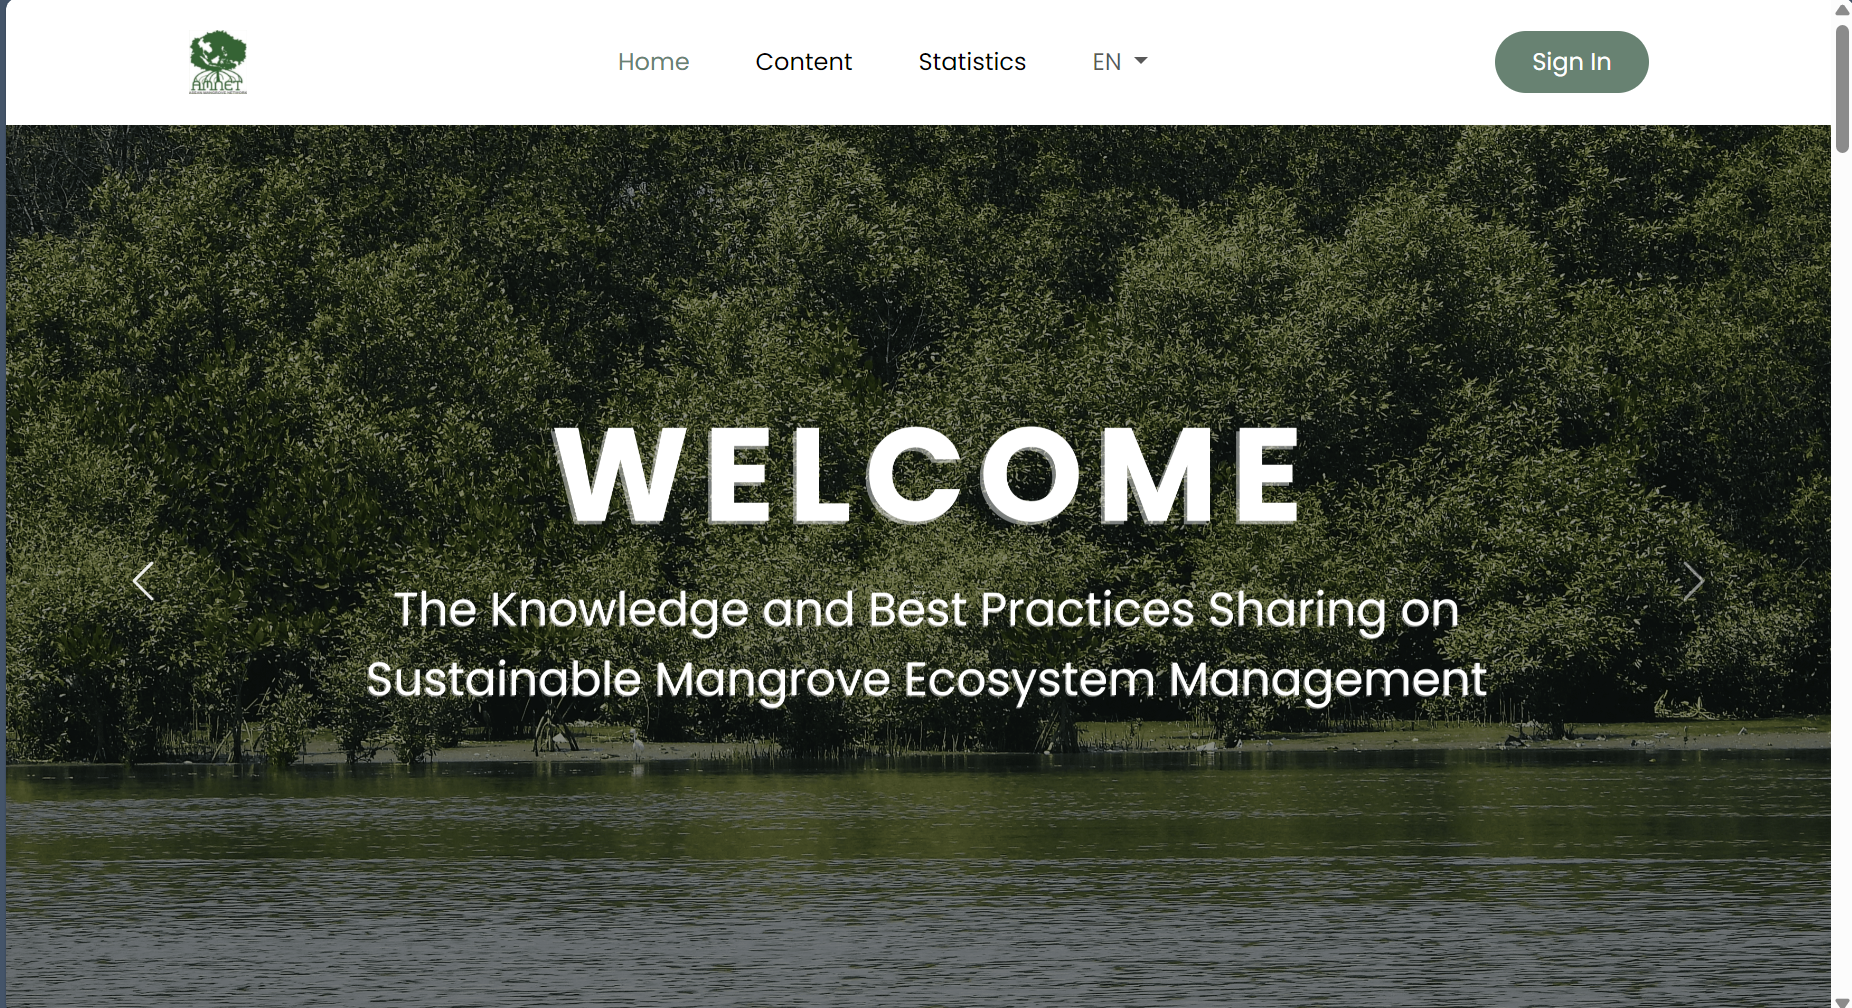 AMNET
Home
Content
Statistics
EN
Sign In
WELCOME
The Knowledge and Best Practices Sharing on
Sustainable Mangrove Ecosystem Management